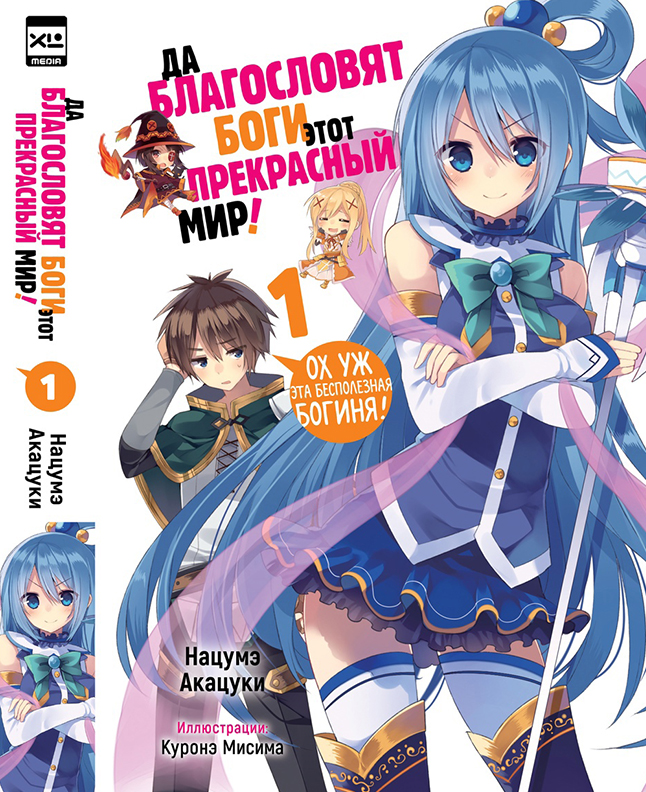 XL
MEDIA
ДА
БЛАГОСЛОВЯТ БОГИ ЭТОТ
ПРЕКРАСНЫЙ МИР!
1
Нацумэ
Акацуки
ДА
БЛАГОСЛОВЯТ
БОГИ ЭТОТ
ПРЕКРАСНЫЙ
МИР!
1
ОХ УЖ
ЭТА БЕСПОЛЕЗНАЯ
БОГИНЯ!
Нацумэ
Акацуки
Иллюстрации:
Куронэ Мисима